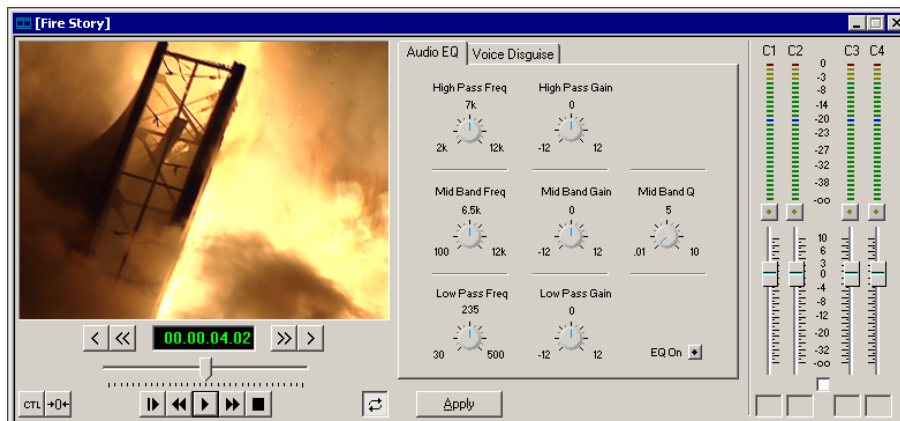 [Fire Story]
Audio EQ Voice Disguise
High Pass Freq High Pass Gain
7k 0
2k 12k -12 12
Mid Band Freq Mid Band Gain Mid Band Q
6.5k 0 5
100 12k -12 12 .01 10
Low Pass Freq Low Pass Gain
235 0
30 500 -12 12
EQ On
Apply
< << 00.00.04.02 >> >
CTL →0←
C1 C2 C3 C4
0
-3
-8
-14
-20
-23
-27
-32
-38
-oo
10
6
3
0
-4
-8
-12
-20
-32
-oo